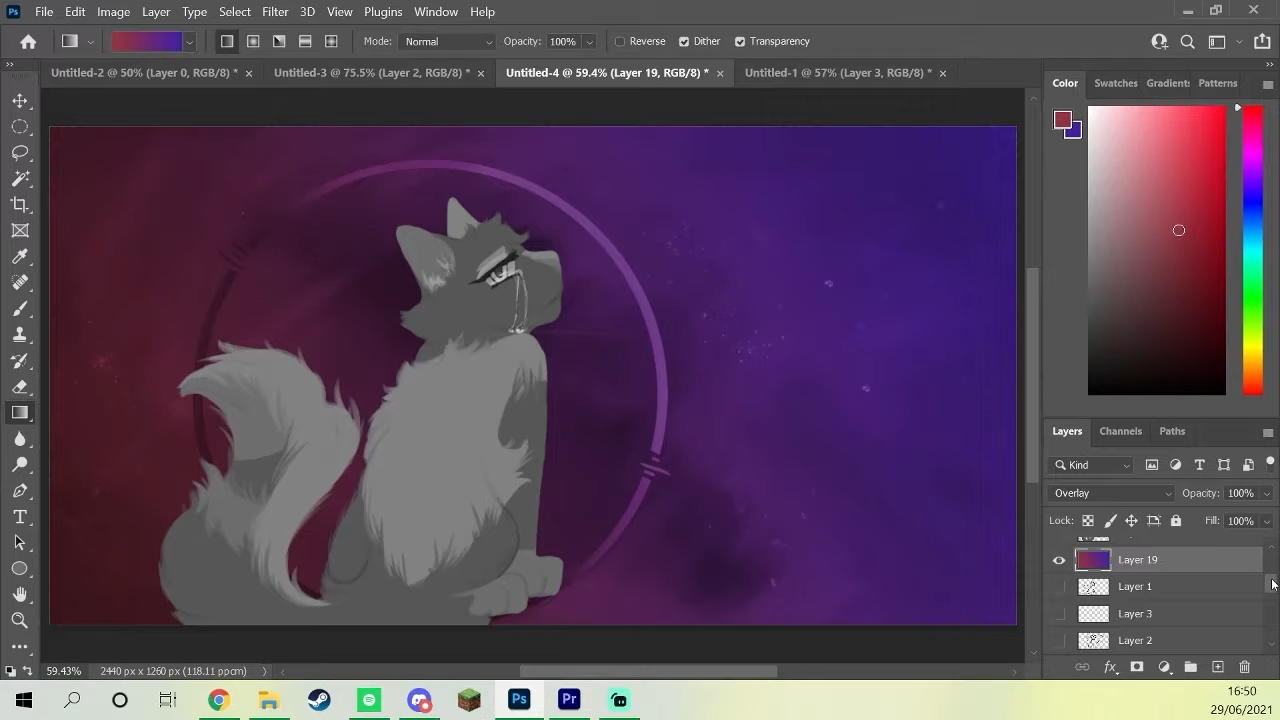 Ps File Edit Image Layer Type Select Filter 3D View Plugins Window Help
Mode: Normal Opacity: 100% Reverse Dither Transparency
Untitled-2 @ 50% (Layer 0, RGB/8) * × Untitled-3 @ 75.5% (Layer 2, RGB/8) * × Untitled-4 @ 59.4% (Layer 19, RGB/8) * × Untitled-1 @ 57% (Layer 3, RGB/8) * ×
Color Swatches Gradients Patterns
Layers Channels Paths
Kind
Overlay Opacity: 100%
Lock: Fill: 100%
Layer 19
Layer 1
Layer 3
Layer 2
59.43% 2440 px x 1260 px (118.11 ppcm)
Ps Pr
16:50
29/06/2021